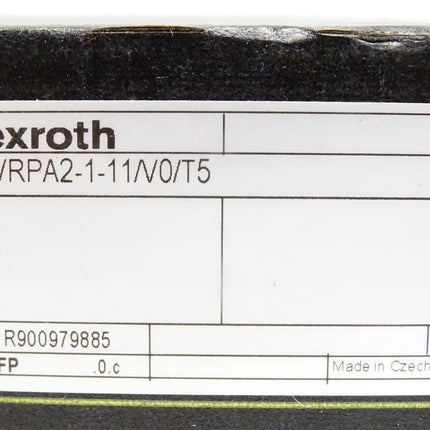 exroth
/RPA2-1-11/V0/T5
R900979885
FP .0.c Made in Czech